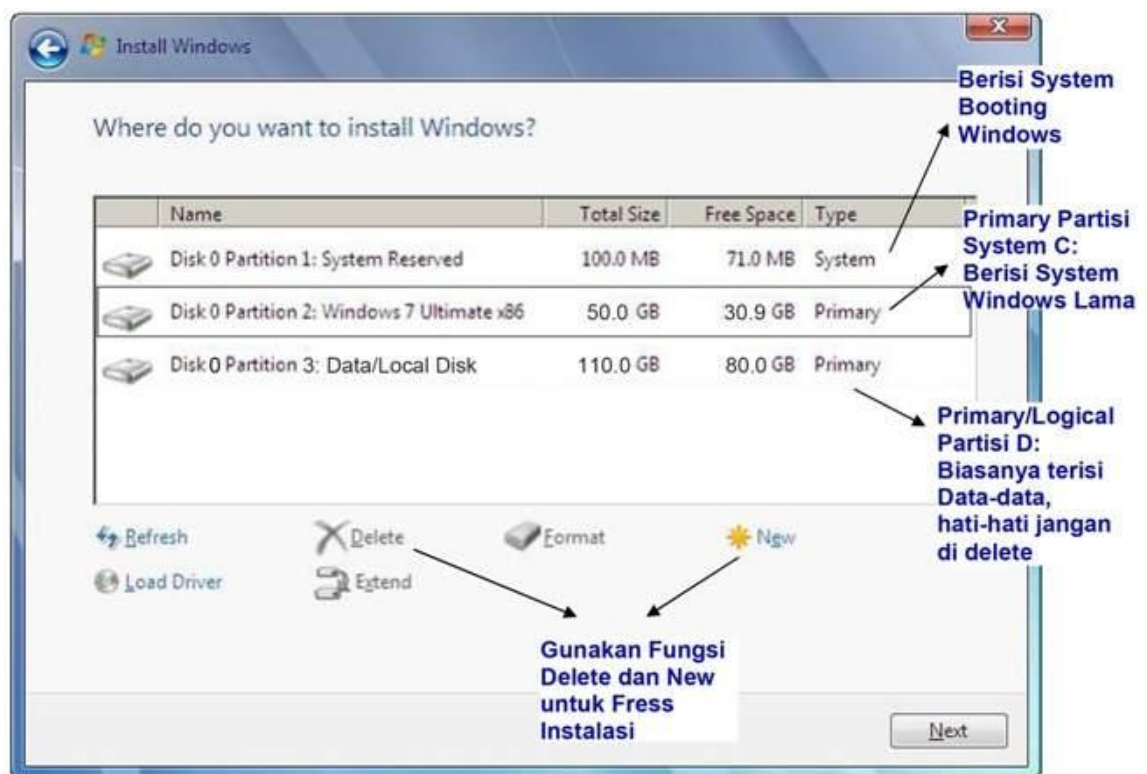 Install Windows
Where do you want to install Windows?
Name Total Size Free Space Type
Disk 0 Partition 1: System Reserved 100.0 MB 71.0 MB System
Disk 0 Partition 2: Windows 7 Ultimate x86 50.0 GB 30.9 GB Primary
Disk 0 Partition 3: Data/Local Disk 110.0 GB 80.0 GB Primary
Berisi System
Booting
Windows
Primary Partisi
System C:
Berisi System
Windows Lama
Primary/Logical
Partisi D:
Biasanya terisi
Data-data,
hati-hati jangan
di delete
Refresh Delete Format New
Load Driver Extend
Gunakan Fungsi
Delete dan New
untuk Fress
Instalasi
Next